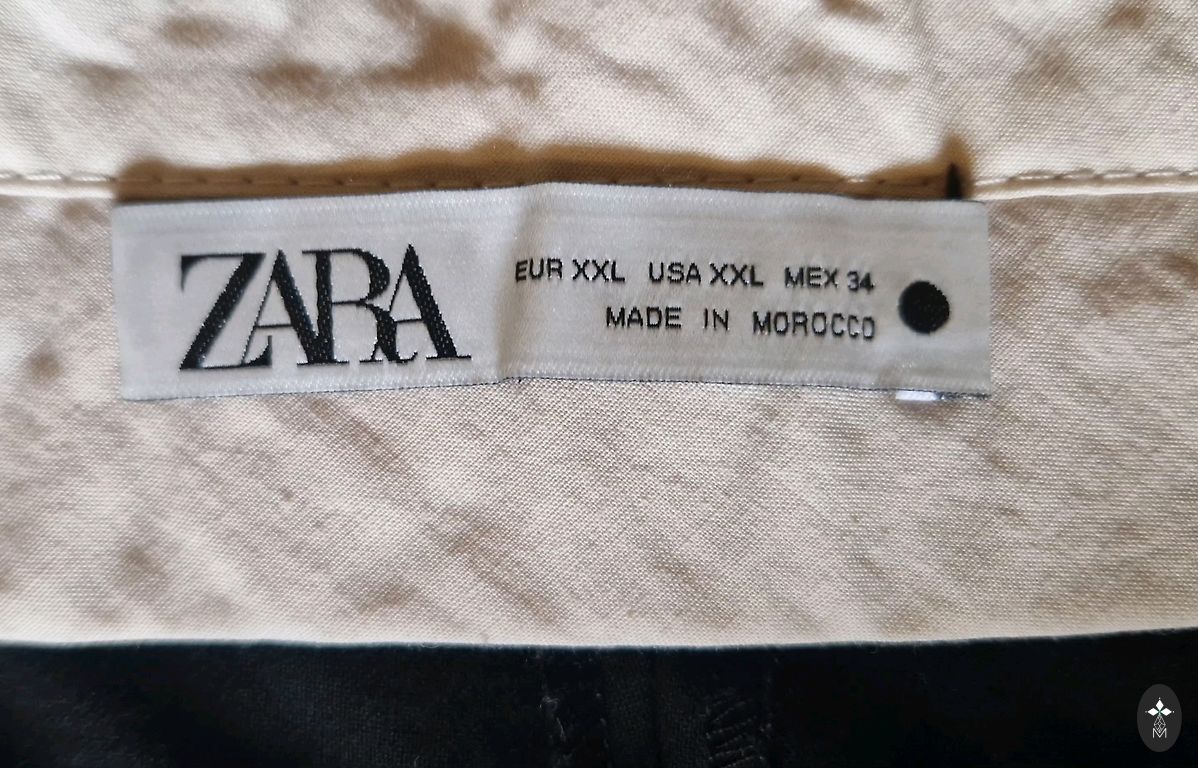 ZARA
EUR XXL USA XXL MEX 34
MADE IN MOROCCO
M